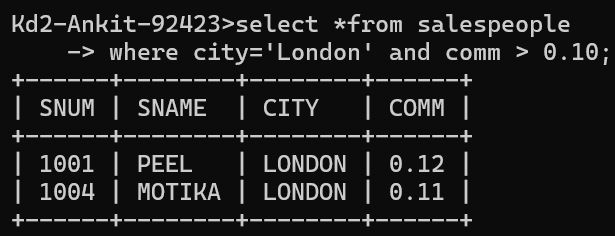 Kd2-Ankit-92423>select *from salespeople
    -> where city='London' and comm > 0.10;
+------+--------+--------+------+
| SNUM | SNAME  | CITY   | COMM |
+------+--------+--------+------+
| 1001 | PEEL   | LONDON | 0.12 |
| 1004 | MOTIKA | LONDON | 0.11 |
+------+--------+--------+------+